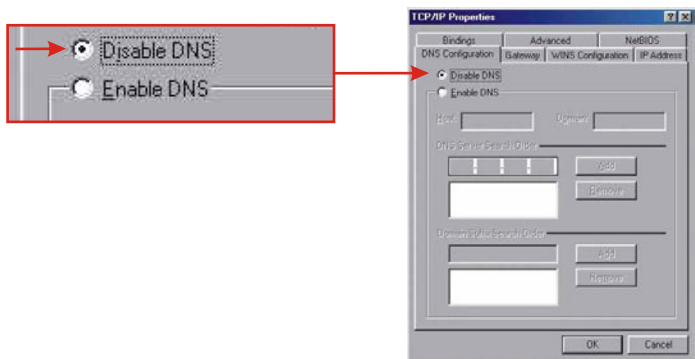 Disable DNS
Enable DNS
TCP/IP Properties
Bindings Advanced NetBIOS
DNS Configuration Gateway WINS Configuration IP Address
Disable DNS
Enable DNS
Host: Domain:
DNS Server Search Order
Add
Remove
Domain Suffix Search Order
Add
Remove
OK Cancel